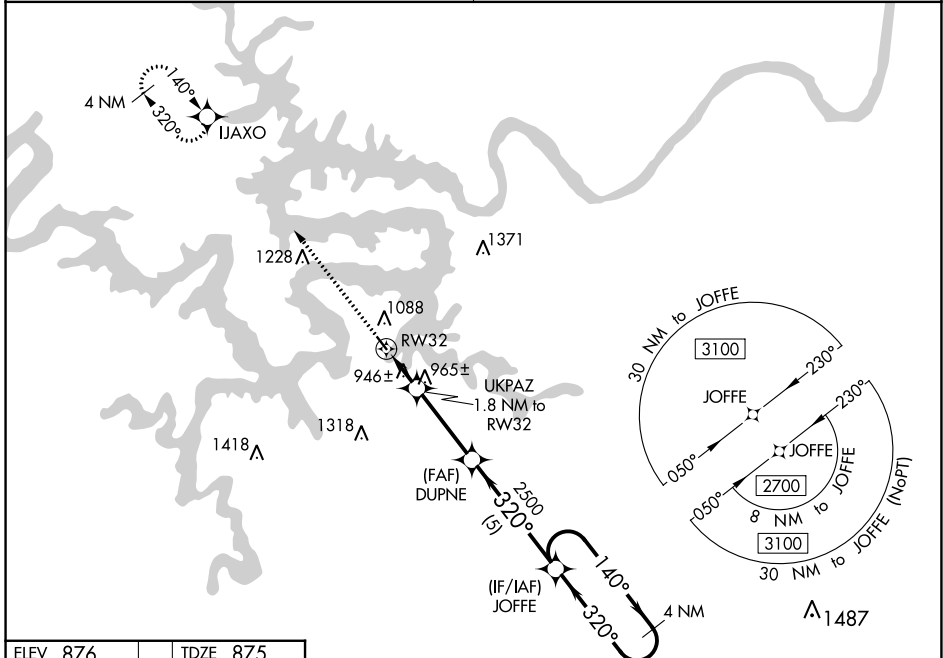 140°
4 NM
320°
IJAXO
1371
1228
1088
RW32
946±
965±
UKPAZ
1.8 NM to
RW32
1318
1418
(FAF)
DUPNE
2500
320°
(5)
(IF/IAF)
JOFFE
140°
320°
4 NM
30 NM to JOFFE
3100
230°
JOFFE
050°
230°
JOFFE
050°
2700
8 NM to JOFFE
3100
30 NM to JOFFE (NoPT)
1487
ELEV 876
TDZE 875